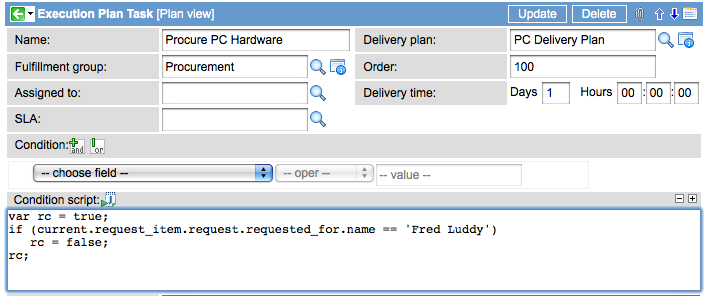 Execution Plan Task [Plan view] Update Delete
Name: Procure PC Hardware Delivery plan: PC Delivery Plan
Fulfillment group: Procurement Order: 100
Assigned to: Delivery time: Days 1 Hours 00 : 00 : 00
SLA:
Condition: and or
-- choose field -- -- oper -- -- value --
Condition script:
var rc = true;
if (current.request_item.request.requested_for.name == 'Fred Luddy')
rc = false;
rc;